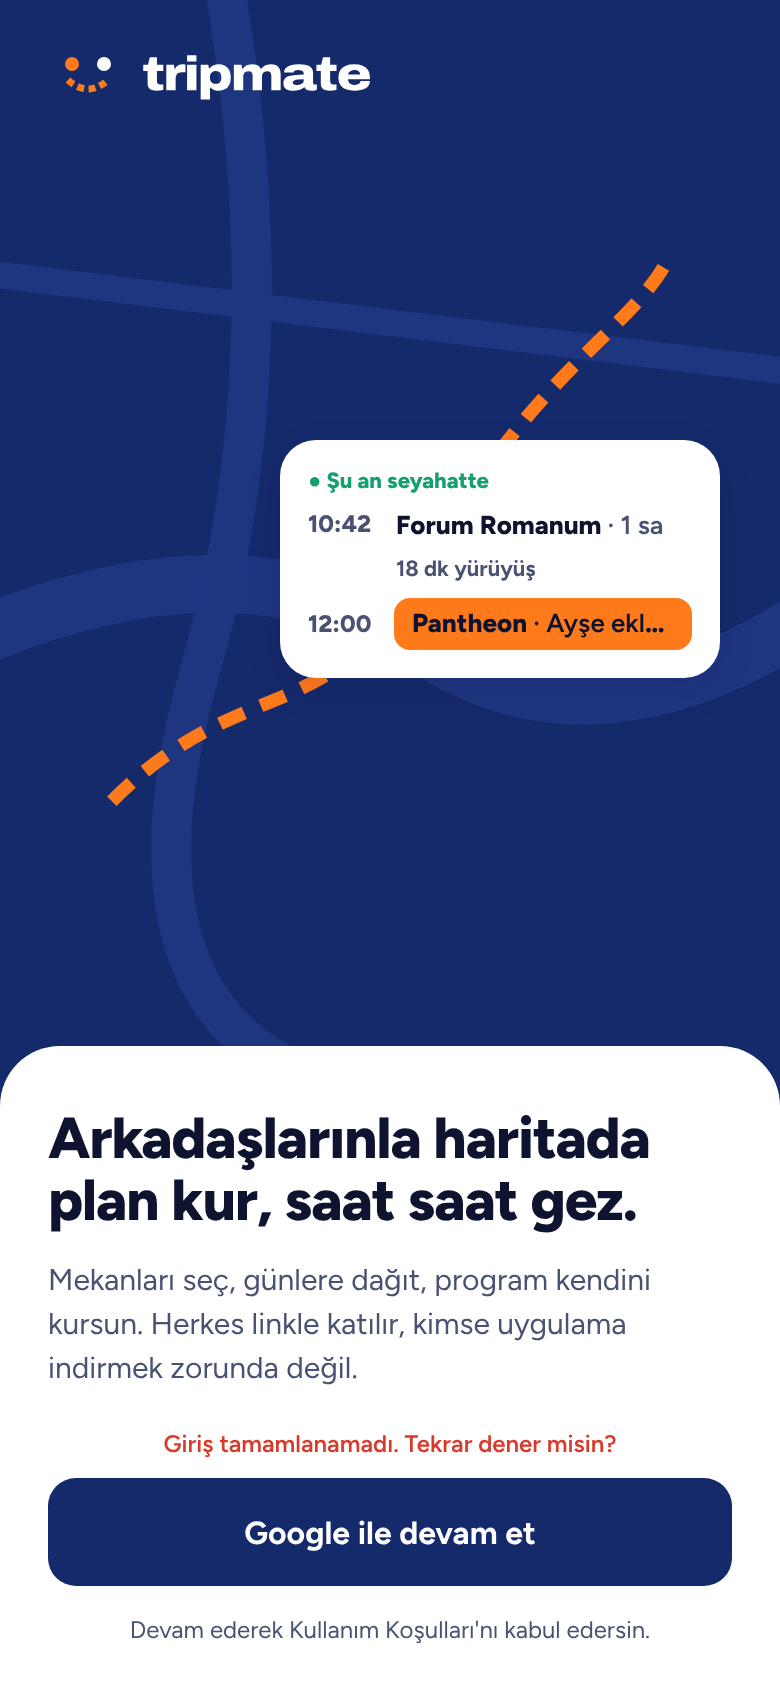 tripmate
● Şu an seyahatte
10:42 Forum Romanum · 1 sa
18 dk yürüyüş
12:00 Pantheon · Ayşe ekl...
Arkadaşlarınla haritada
plan kur, saat saat gez.
Mekanları seç, günlere dağıt, program kendini
kursun. Herkes linkle katılır, kimse uygulama
indirmek zorunda değil.
Giriş tamamlanamadı. Tekrar dener misin?
Google ile devam et
Devam ederek Kullanım Koşulları'nı kabul edersin.